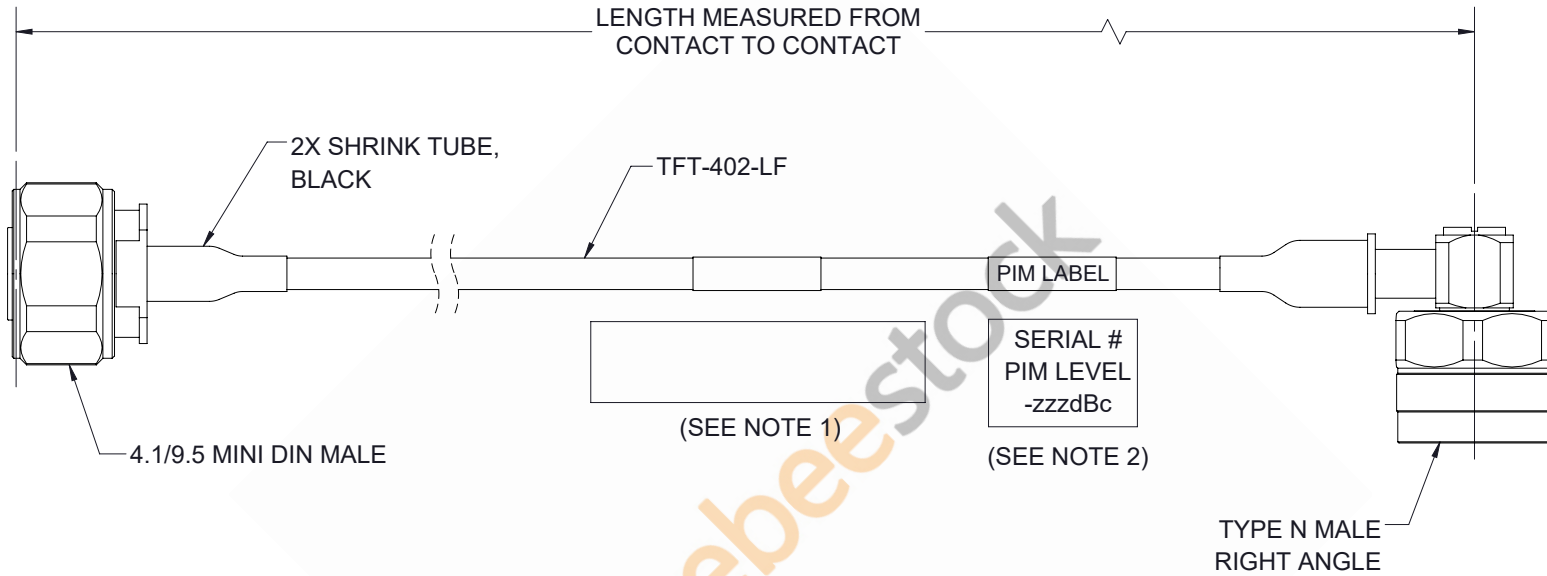 LENGTH MEASURED FROM
CONTACT TO CONTACT
2X SHRINK TUBE,
BLACK
TFT-402-LF
PIM LABEL
SERIAL #
PIM LEVEL
-zzzdBc
(SEE NOTE 1)
(SEE NOTE 2)
4.1/9.5 MINI DIN MALE
TYPE N MALE
RIGHT ANGLE
ebeestock